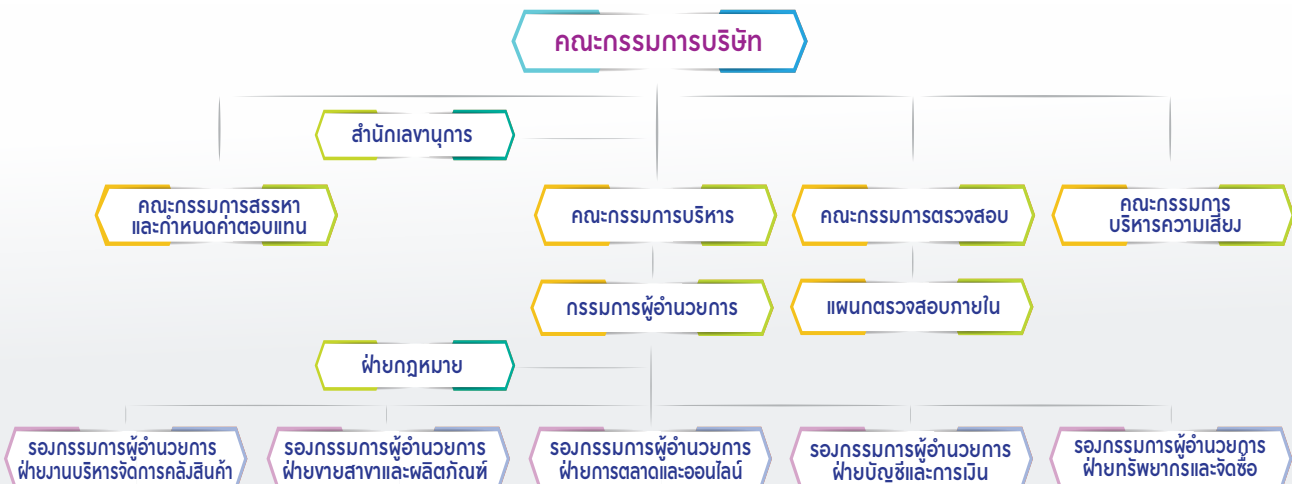 คณะกรรมการบริษัท
สำนักเลขานุการ
คณะกรรมการสรรหา
และกำหนดค่าตอบแทน
คณะกรรมการบริหาร
คณะกรรมการตรวจสอบ
คณะกรรมการ
บริหารความเสี่ยง
กรรมการผู้อำนวยการ
แผนกตรวจสอบภายใน
ฝ่ายกฎหมาย
รองกรรมการผู้อำนวยการ
ฝ่ายงานบริหารจัดการคลังสินค้า
รองกรรมการผู้อำนวยการ
ฝ่ายขายสาขาและผลิตภัณฑ์
รองกรรมการผู้อำนวยการ
ฝ่ายการตลาดและออนไลน์
รองกรรมการผู้อำนวยการ
ฝ่ายบัญชีและการเงิน
รองกรรมการผู้อำนวยการ
ฝ่ายทรัพยากรและจัดซื้อ